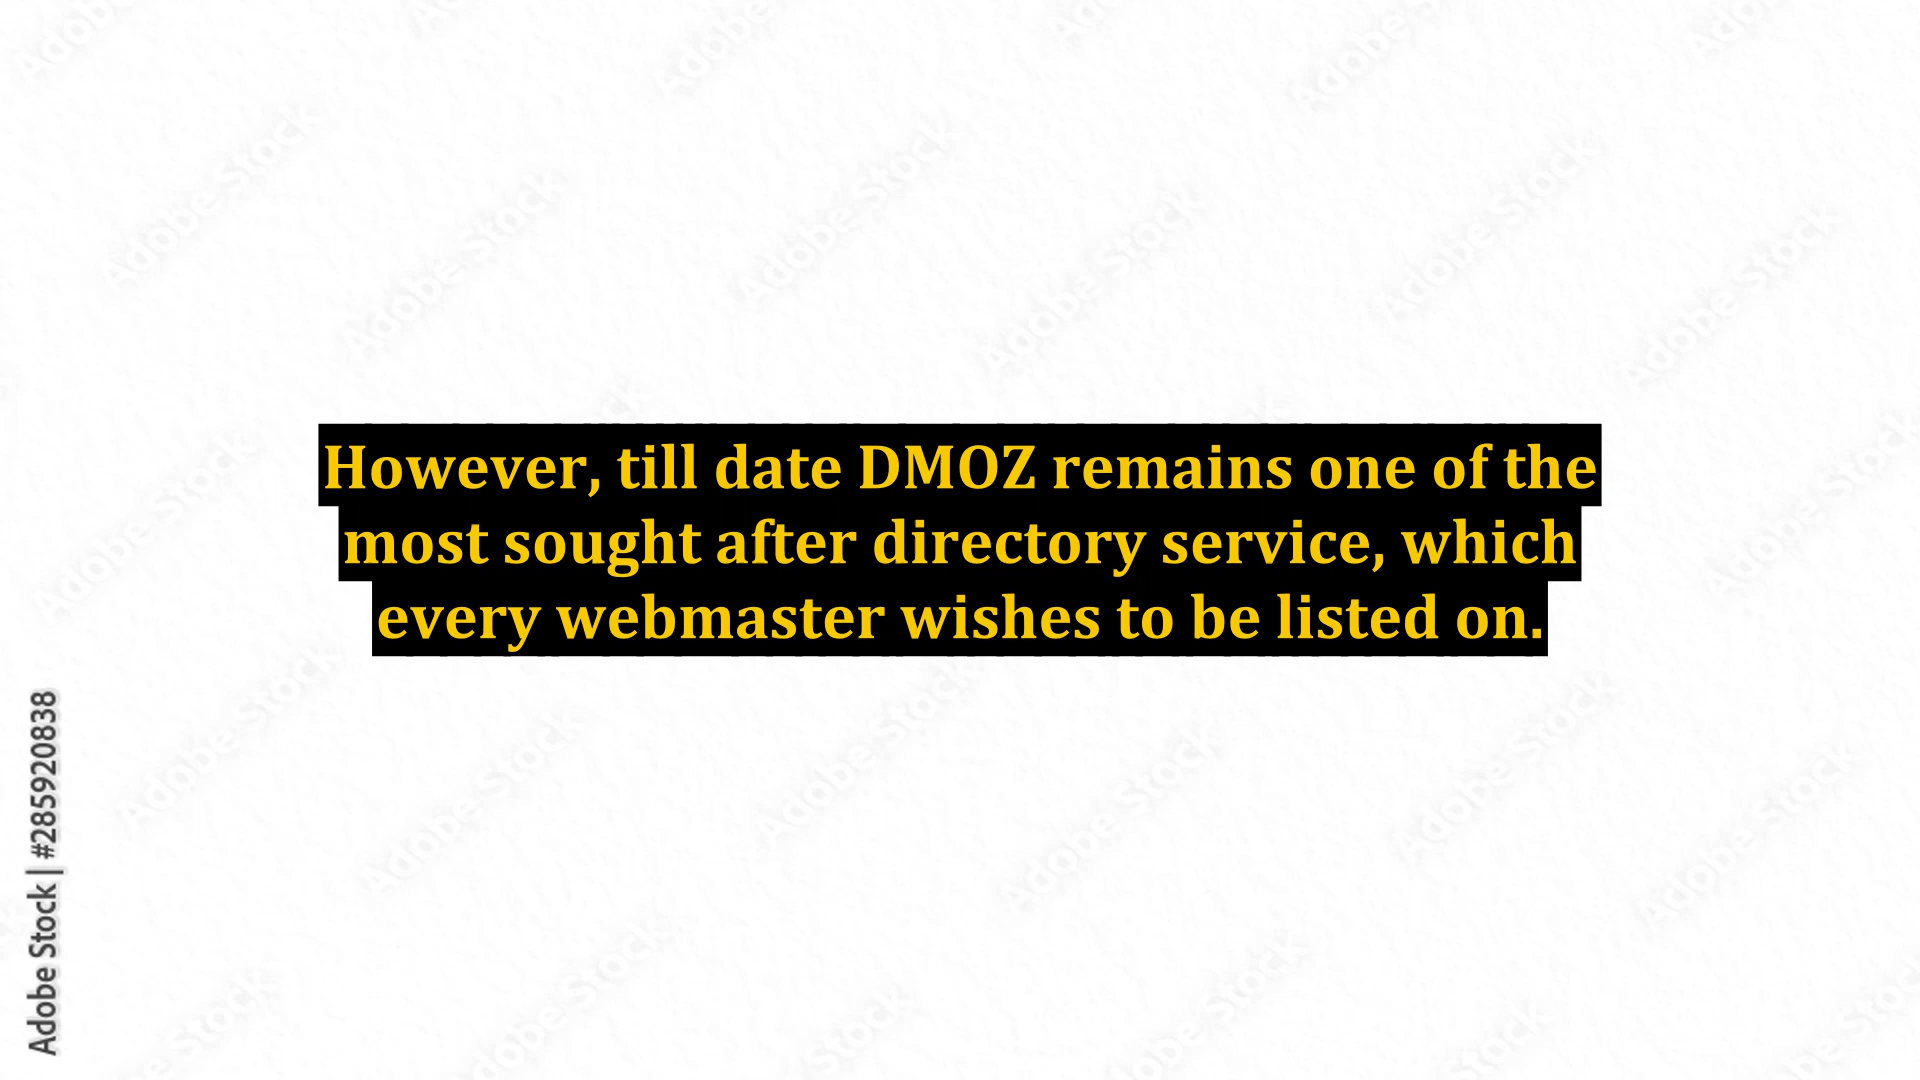 However, till date DMOZ remains one of the
most sought after directory service, which
every webmaster wishes to be listed on.
Adobe Stock | #285920838